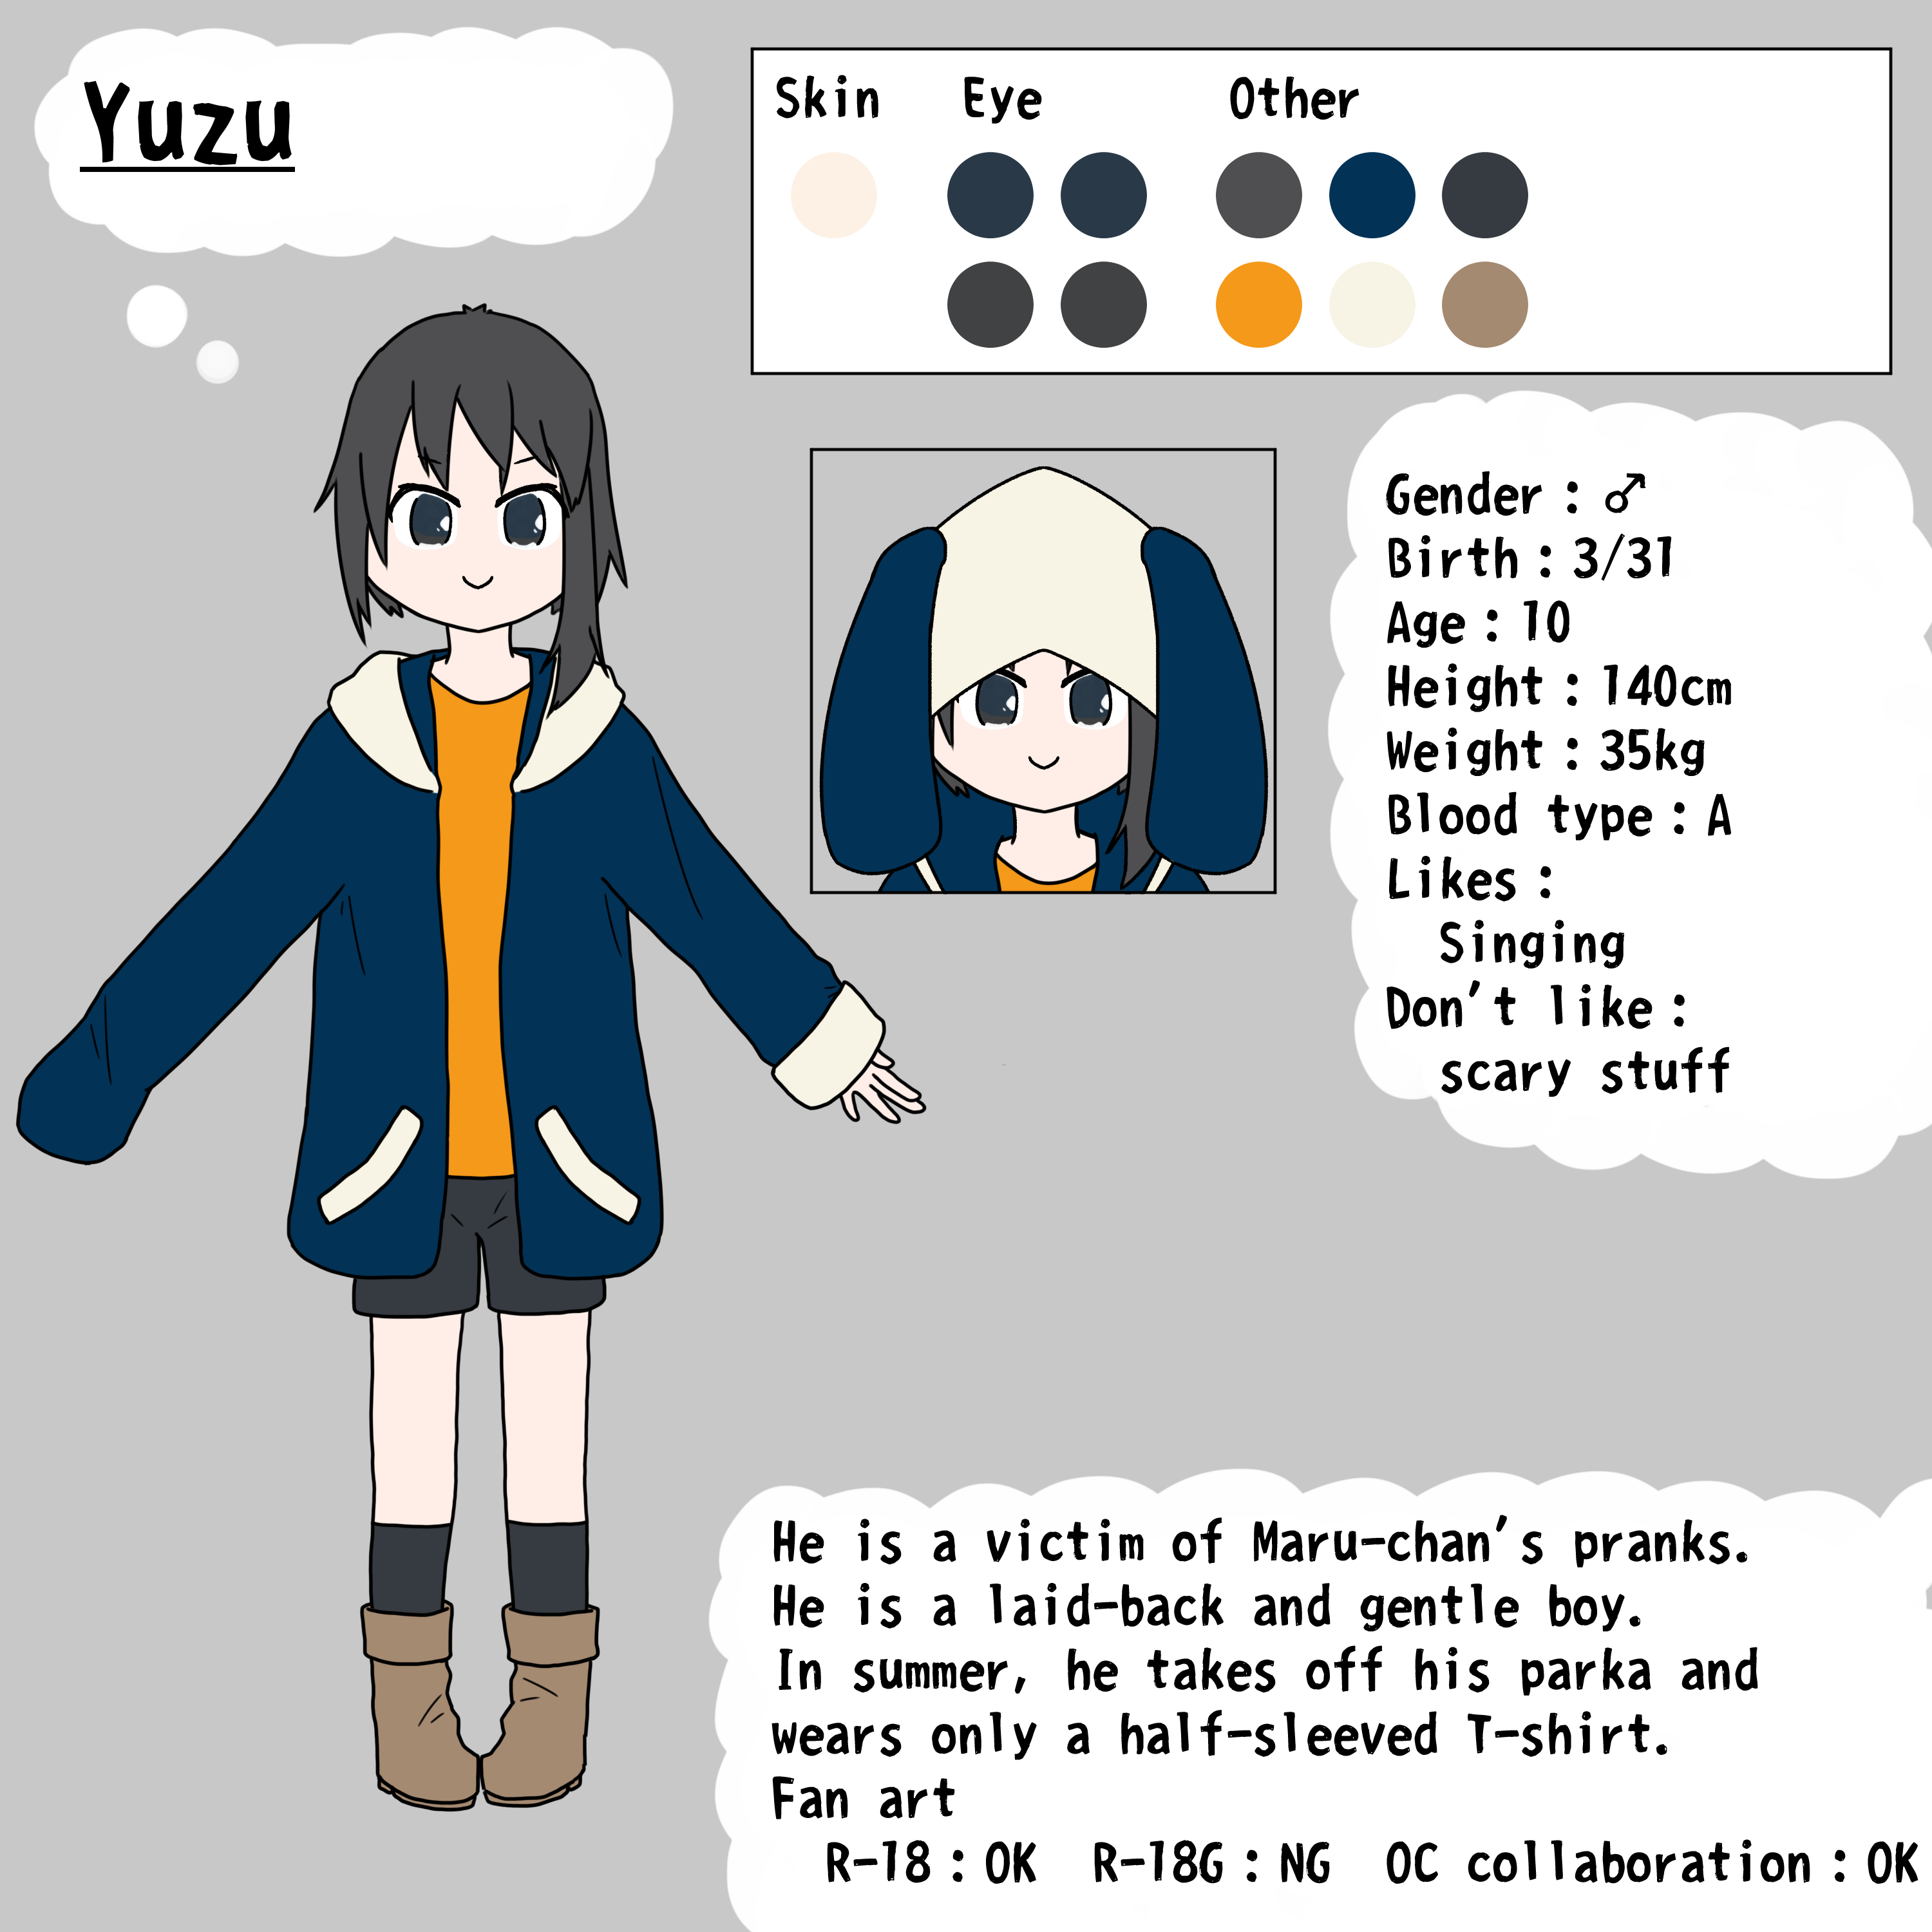 Yuzu
Skin Eye Other
Gender : ♂
Birth : 3/31
Age : 10
Height : 140cm
Weight : 35kg
Blood type : A
Likes :
Singing
Don't like :
scary stuff
He is a victim of Maru-chan's pranks.
He is a laid-back and gentle boy.
In summer, he takes off his parka and
wears only a half-sleeved T-shirt.
Fan art
R-18 : OK R-18G : NG OC collaboration : OK